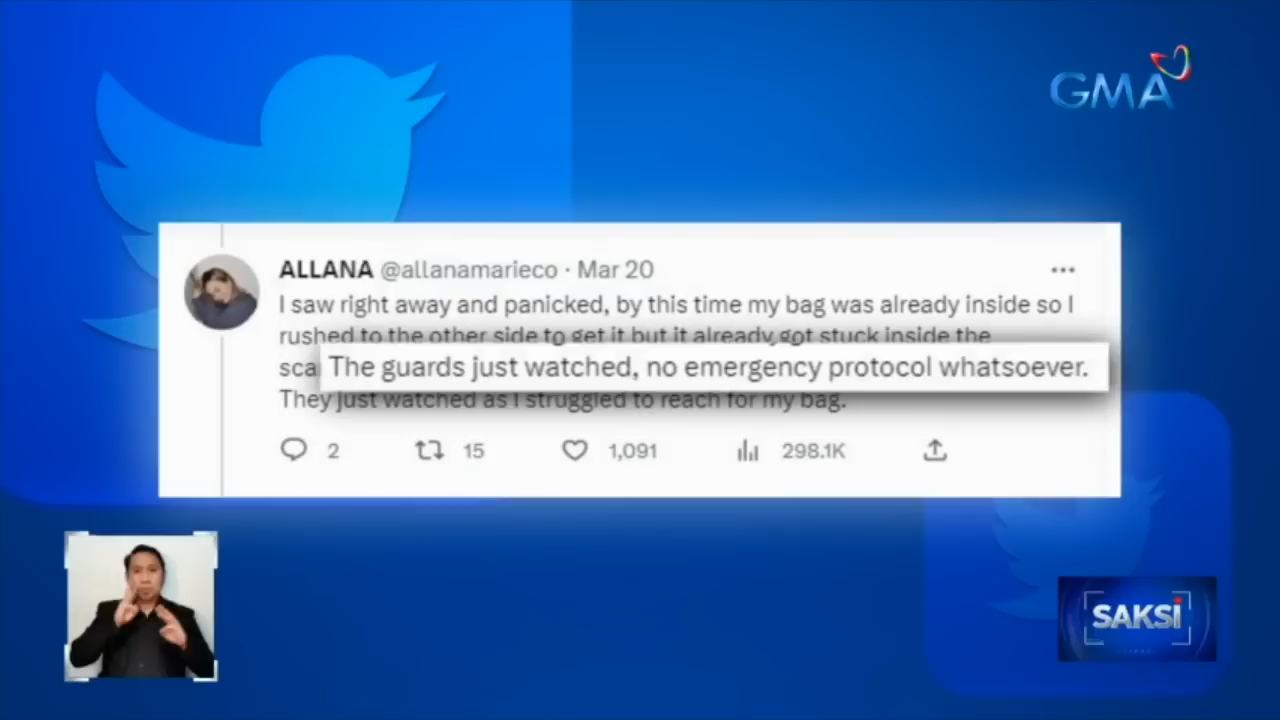 GMA
ALLANA @allanamarieco · Mar 20
I saw right away and panicked, by this time my bag was already inside so I
rushed to the other side to get it but it already got stuck inside the
The guards just watched, no emergency protocol whatsoever.
They just watched as I struggled to reach for my bag.
2 15 1,091 298.1K
SAKSI